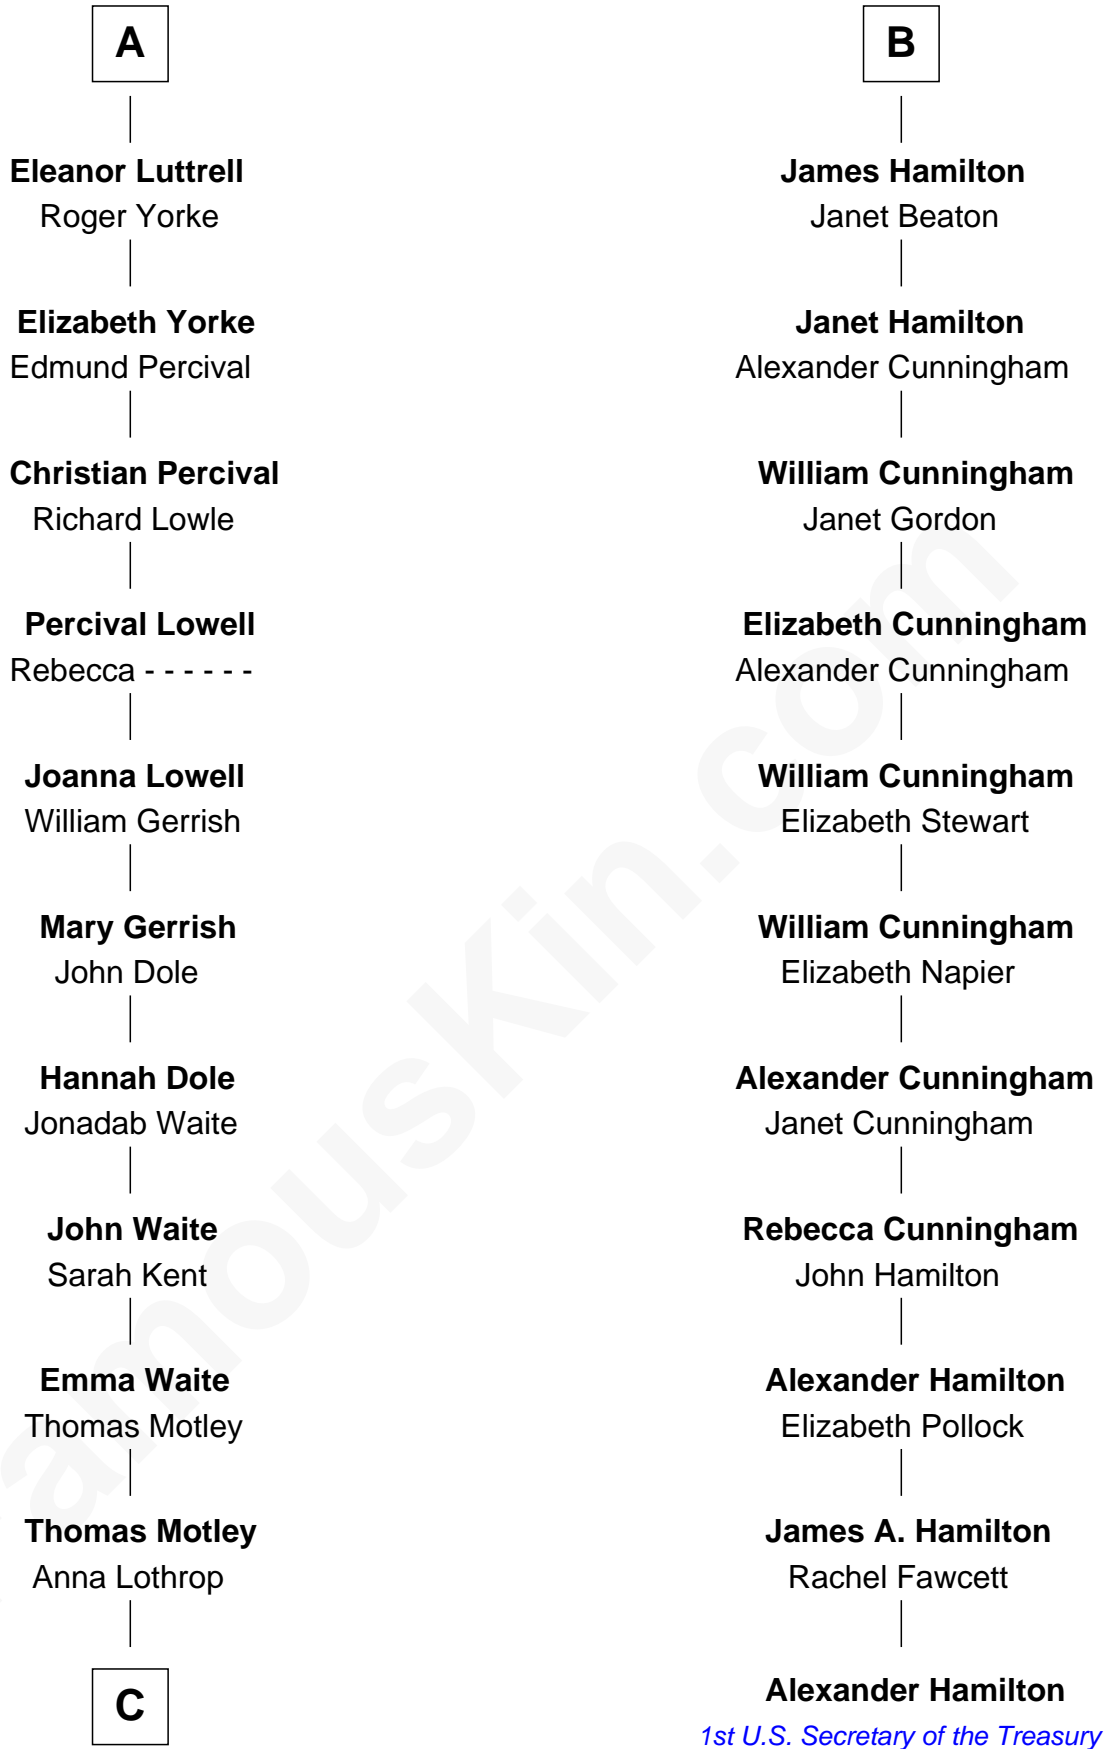 A
Eleanor Luttrell
Roger Yorke
Elizabeth Yorke
Edmund Percival
Christian Percival
Richard Lowle
Percival Lowell
Rebecca - - - - - -
Joanna Lowell
William Gerrish
Mary Gerrish
John Dole
Hannah Dole
Jonadab Waite
John Waite
Sarah Kent
Emma Waite
Thomas Motley
Thomas Motley
Anna Lothrop
C
B
James Hamilton
Janet Beaton
Janet Hamilton
Alexander Cunningham
William Cunningham
Janet Gordon
Elizabeth Cunningham
Alexander Cunningham
William Cunningham
Elizabeth Stewart
William Cunningham
Elizabeth Napier
Alexander Cunningham
Janet Cunningham
Rebecca Cunningham
John Hamilton
Alexander Hamilton
Elizabeth Pollock
James A. Hamilton
Rachel Fawcett
Alexander Hamilton
1st U.S. Secretary of the Treasury
amouskin.com